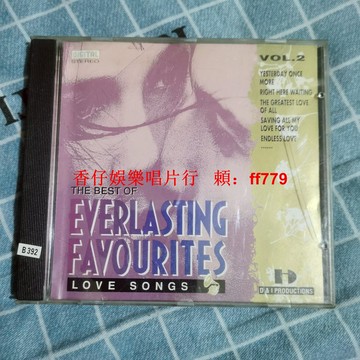 DIGITAL
VOL.2
YESTERDAY ONCE
MORE
RIGHT HERE WAITING
THE GREATEST LOVE
OF ALL
SAVING ALL MY
LOVE FOR YOU
ENDLESS LOVE
香仔娛樂唱片行 賴：ff779
THE BEST OF
EVERLASTING
FAVOURITES
LOVE SONGS
B 392
D & I PRODUCTIONS